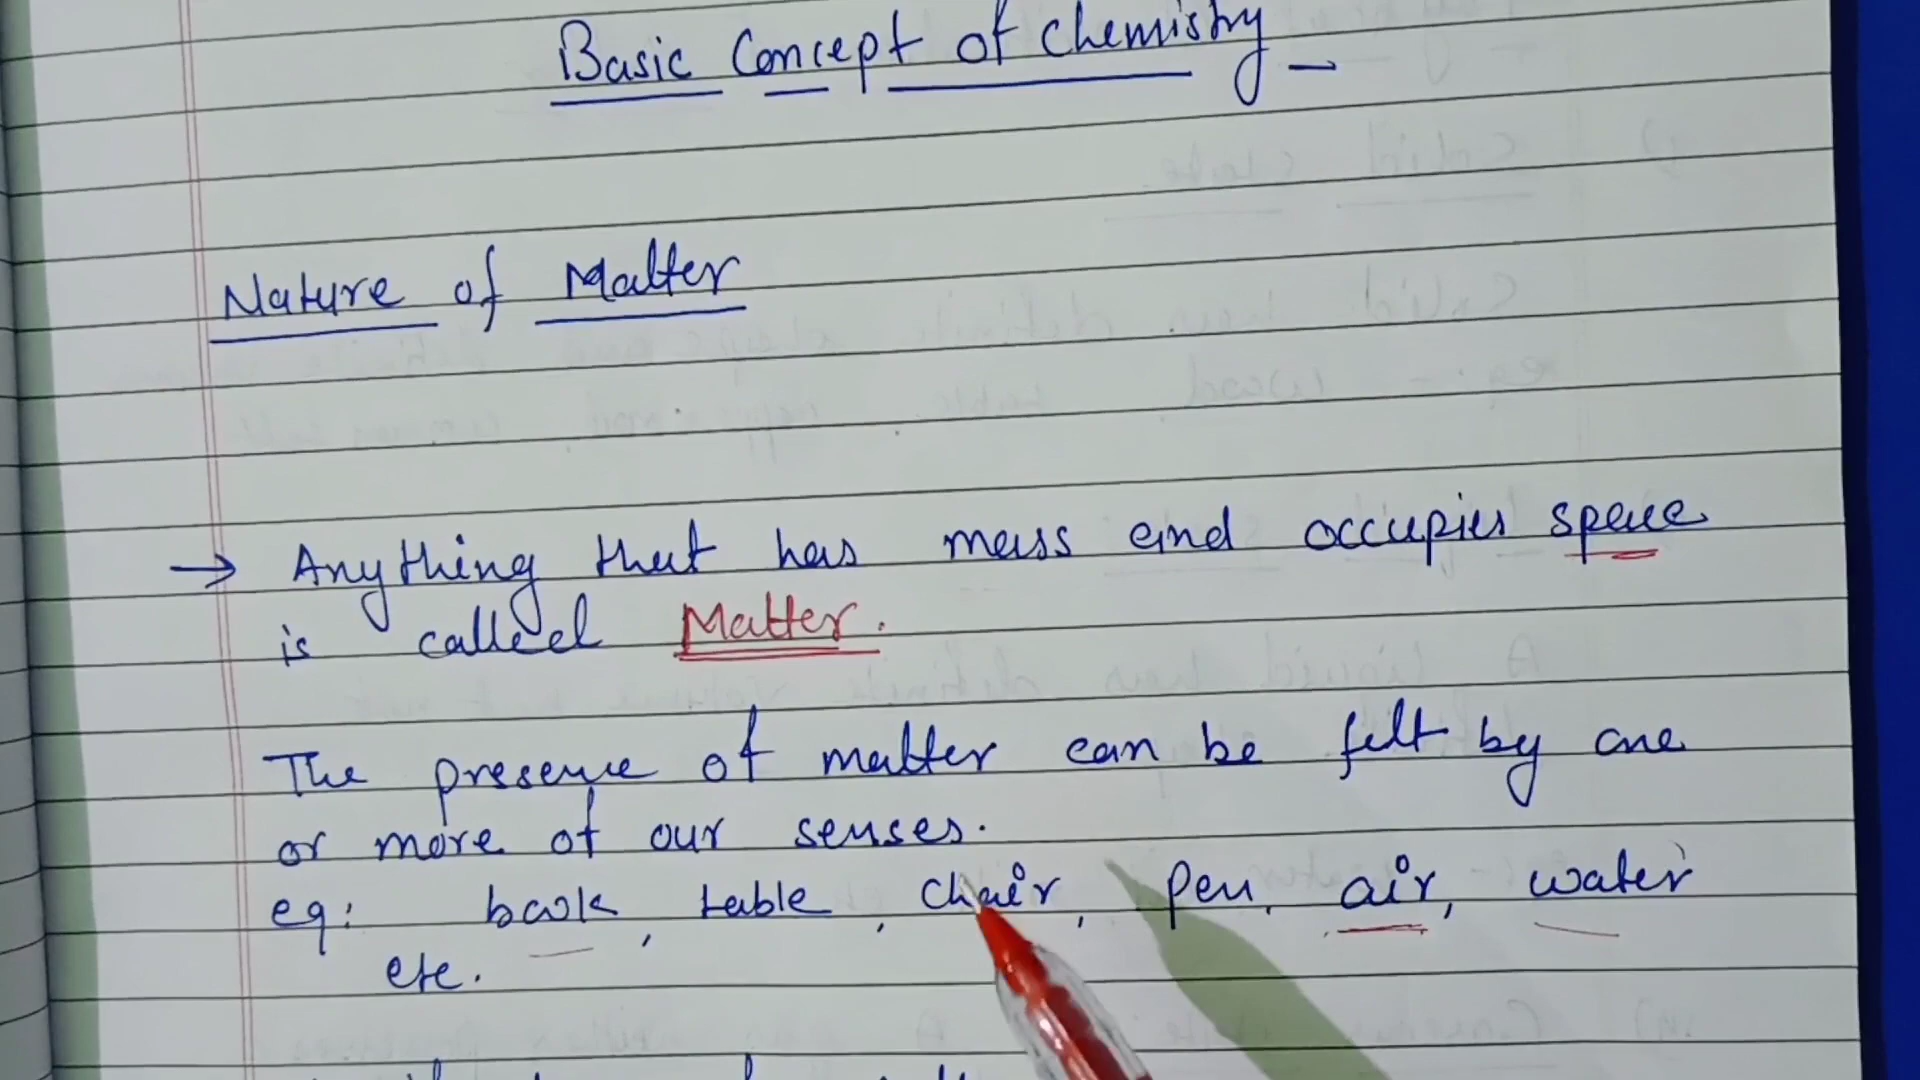 Basic Concept of Chemistry -
Nature of Matter
→ Anything that has mass and occupies space
is called Matter.
The presence of matter can be felt by one
or more of our senses.
eg: book, table, chair, Pen, air, water
etc.